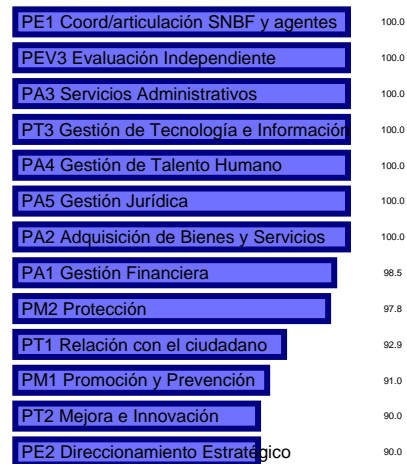 PE1 Coord/articulación SNBF y agentes 100.0
PEV3 Evaluación Independiente 100.0
PA3 Servicios Administrativos 100.0
PT3 Gestión de Tecnología e Información 100.0
PA4 Gestión de Talento Humano 100.0
PA5 Gestión Jurídica 100.0
PA2 Adquisición de Bienes y Servicios 100.0
PA1 Gestión Financiera 98.5
PM2 Protección 97.8
PT1 Relación con el ciudadano 92.9
PM1 Promoción y Prevención 91.0
PT2 Mejora e Innovación 90.0
PE2 Direccionamiento Estratégico 90.0